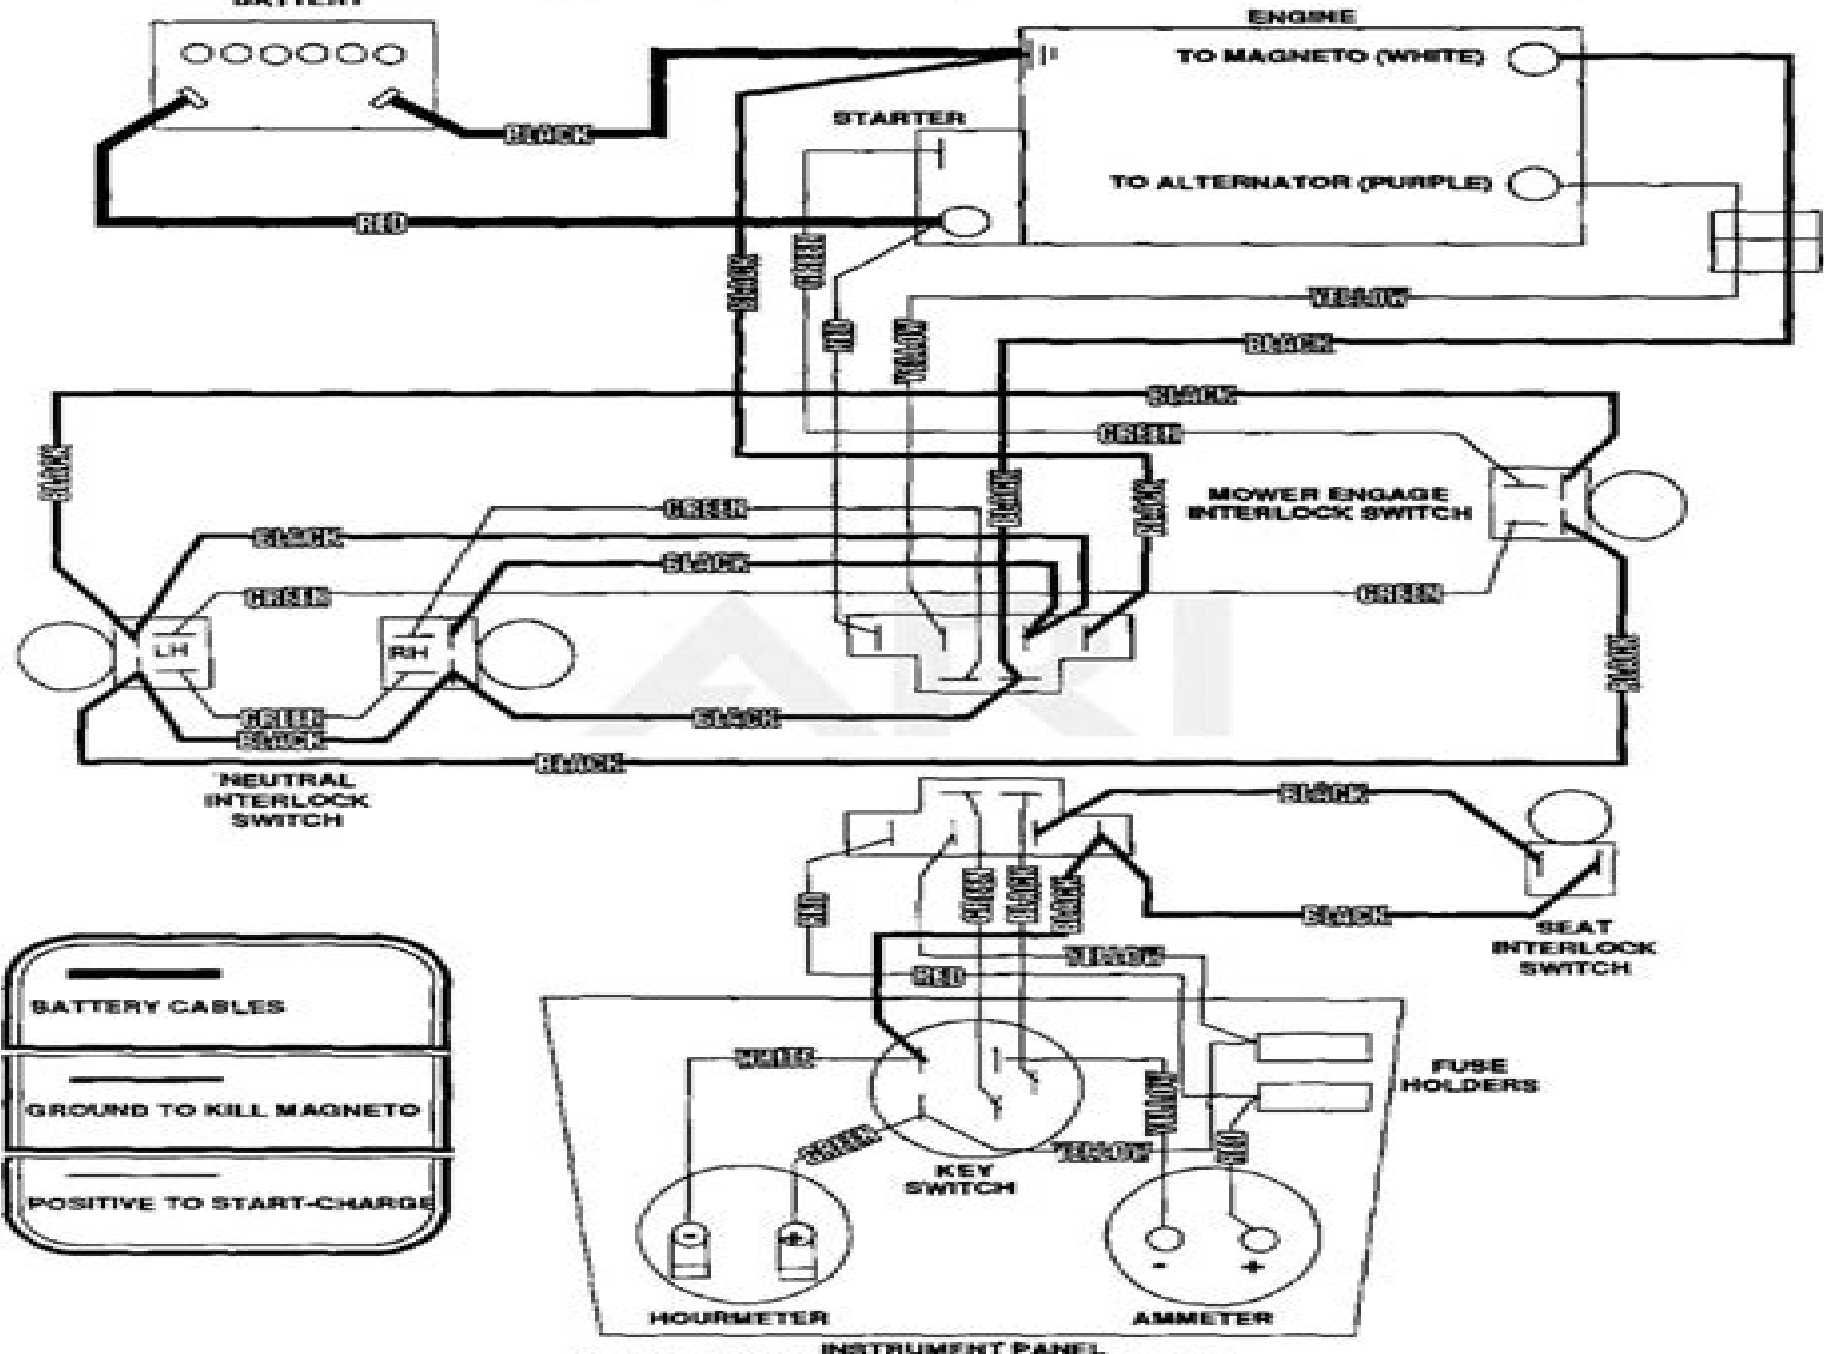 BATTERY
ENGINE
TO MAGNETO (WHITE)
STARTER
BLACK
TO ALTERNATOR (PURPLE)
RED
BLACK
GREEN
YELLOW
RED
YELLOW
BLACK
BLACK
GREEN
BLACK
BLACK
BLACK
MOWER ENGAGE
INTERLOCK SWITCH
GREEN
BLACK
BLACK
GREEN
GREEN
LH
RH
BLACK
GREEN
BLACK
BLACK
BLACK
NEUTRAL
INTERLOCK
SWITCH
BLACK
GREEN
BLACK
BLACK
RED
BLACK
SEAT
INTERLOCK
SWITCH
YELLOW
RED
BATTERY CABLES
GROUND TO KILL MAGNETO
POSITIVE TO START-CHARGE
WHITE
FUSE
HOLDERS
YELLOW
GREEN
YELLOW
RED
KEY
SWITCH
-
+
-
+
HOURMETER
AMMETER
INSTRUMENT PANEL
ARI